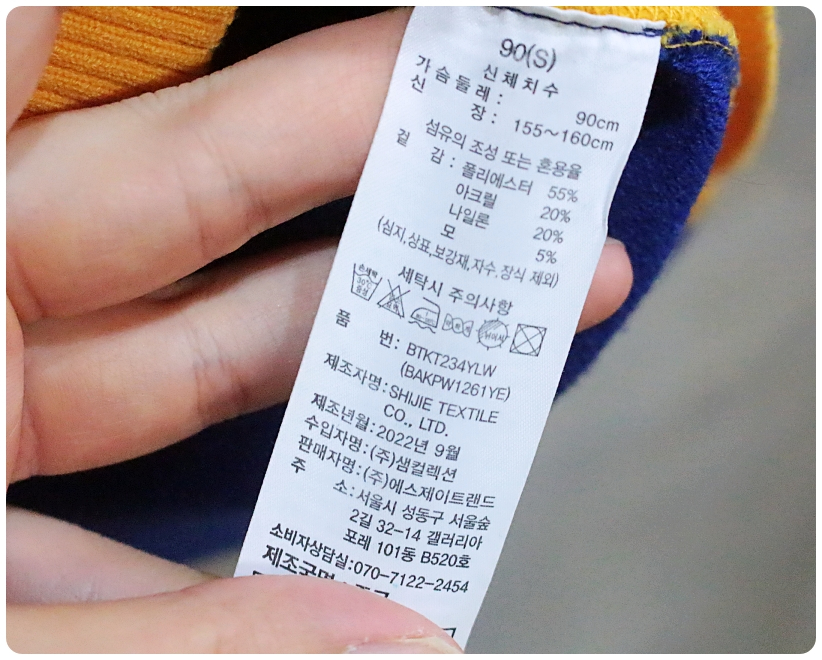 90(S)
신체치수
가슴둘레: 90cm
신 장: 155~160cm
섬유의 조성 또는 혼용율
겉 감: 폴리에스터 55%
아크릴 20%
나일론 20%
모 5%
(심지,상표,보강재,자수,장식 제외)
세탁시 주의사항
손세탁
30℃
중성
품 번: BTKT234YLW
(BAKPW1261YE)
제조자명: SHIJIE TEXTILE
CO., LTD.
제조년월: 2022년 9월
수입자명: (주)샘컬렉션
판매자명: (주)에스제이트랜드
주 소: 서울시 성동구 서울숲
2길 32-14 갤러리아
포레 101동 B520호
소비자상담실: 070-7122-2454